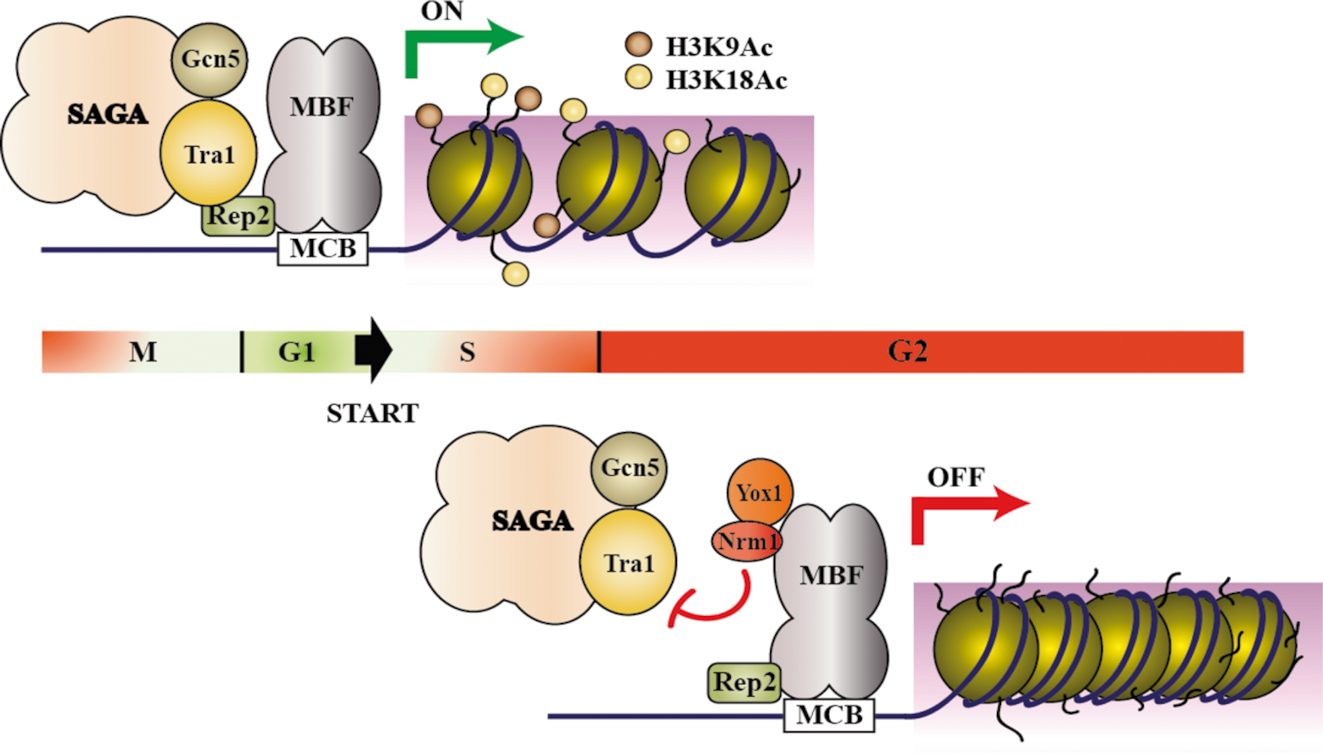 ON
Gcn5
H3K9Ac
H3K18Ac
SAGA
MBF
Tra1
Rep2
MCB
M
G1
S
G2
START
Gcn5
Yox1
OFF
SAGA
Nrm1
Tra1
MBF
Rep2
MCB